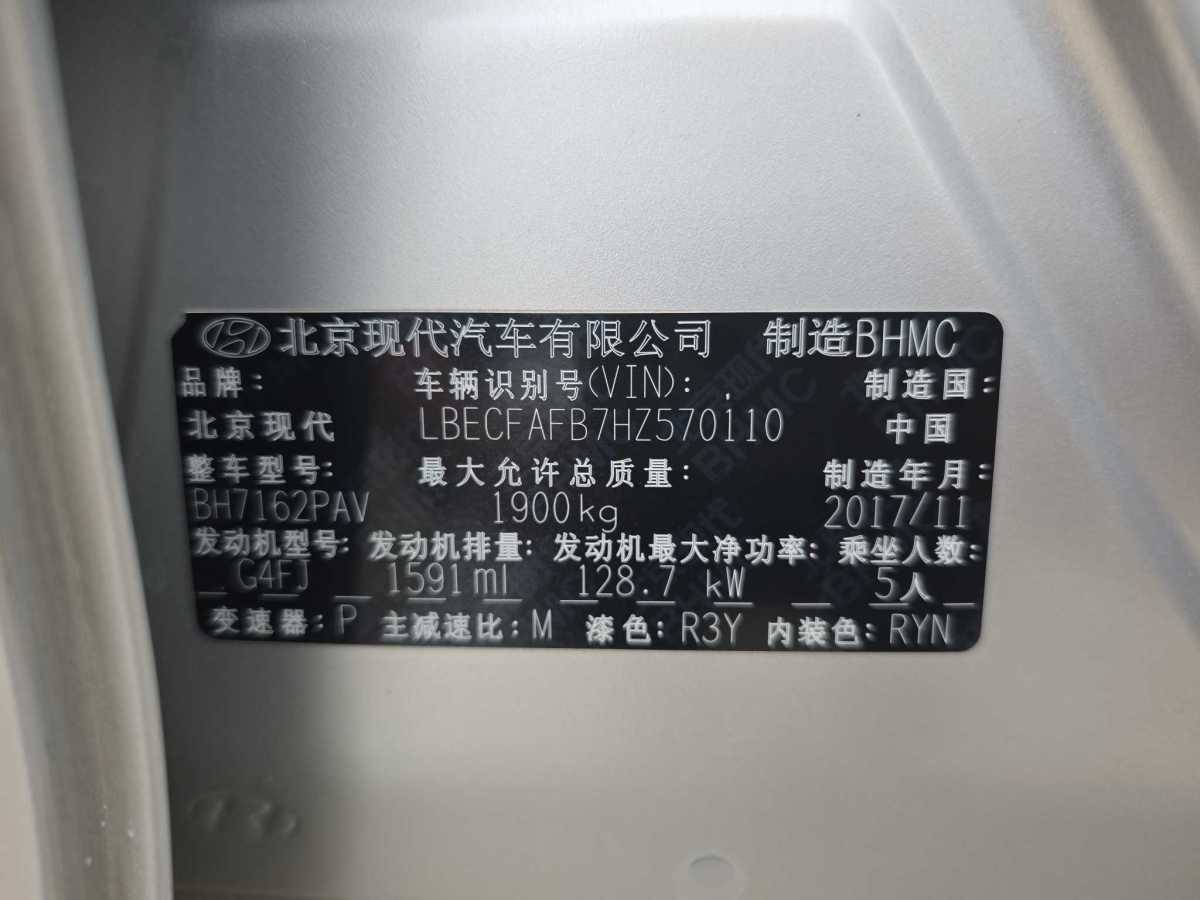 北京现代汽车有限公司 制造BHMC
品牌: 车辆识别号(VIN): 制造国:
北京现代 LBECFAFB7HZ570110 中国
整车型号: 最大允许总质量: 制造年月:
BH7162PAV 1900kg 2017/11
发动机型号: 发动机排量: 发动机最大净功率: 乘坐人数:
G4FJ 1591ml 128.7 kW 5人
变速器: P 主减速比: M 漆色: R3Y 内装色: RYN